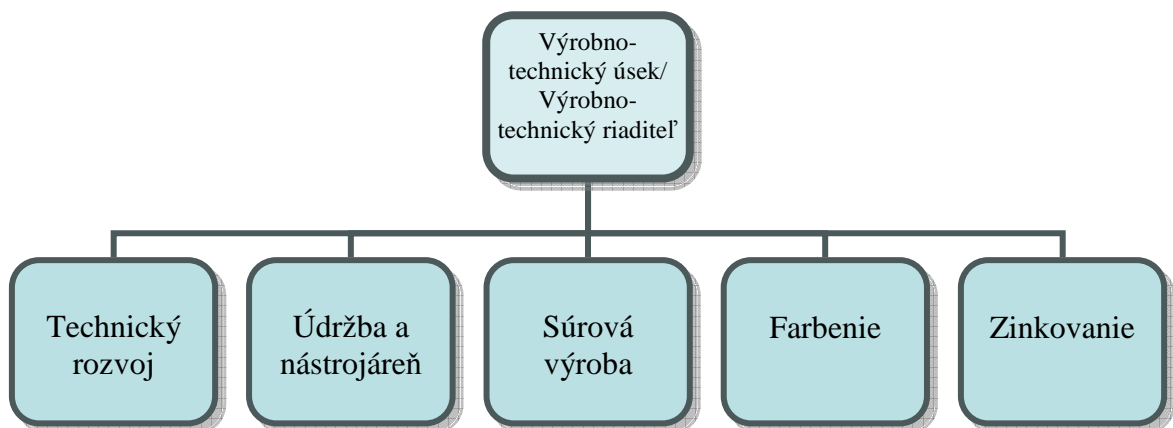 Výrobno-
technický úsek/
Výrobno-
technický riaditeľ
Technický
rozvoj
Údržba a
nástrojáreň
Súrová
výroba
Farbenie
Zinkovanie